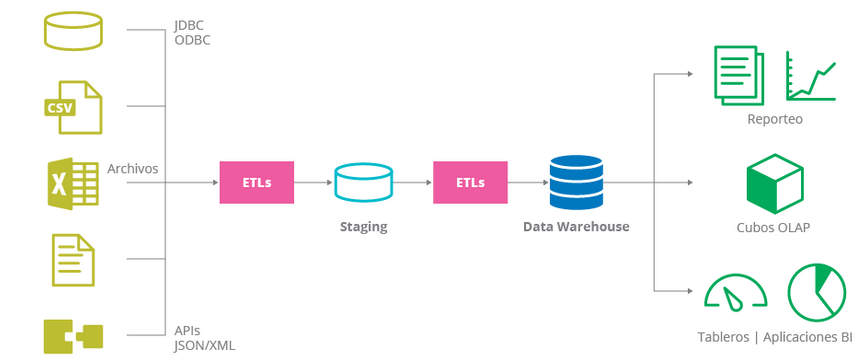 JDBC
ODBC
CSV
X
Archivos
ETLs
Staging
ETLs
Data Warehouse
APIs
JSON/XML
Reporteo
Cubos OLAP
Tableros | Aplicaciones BI